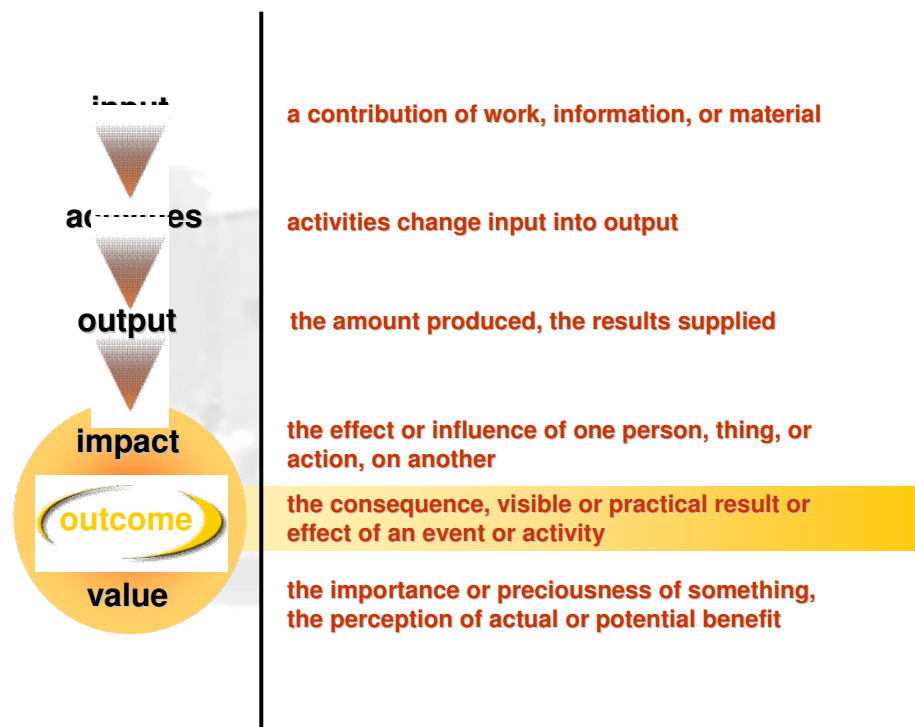 input
a contribution of work, information, or material
activities change input into output
output
the amount produced, the results supplied
impact
the effect or influence of one person, thing, or
action, on another
outcome
the consequence, visible or practical result or
effect of an event or activity
value
the importance or preciousness of something,
the perception of actual or potential benefit